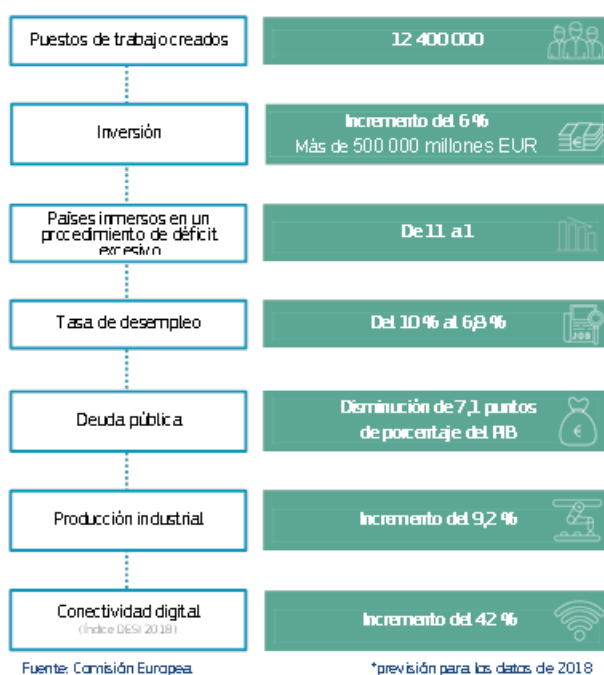 Puestos de trabajo creados
12 400 000
Inversión
Incremento del 6 %
Más de 500 000 millones EUR
Países inmersos en un
procedimiento de déficit
excesivo
De 11 a 1
Tasa de desempleo
Del 10 % al 6,8 %
JOB
Deuda pública
Disminución de 7,1 puntos
de porcentaje del PIB
Producción industrial
Incremento del 9,2 %
Conectividad digital
(Índice DESI 2018)
Incremento del 42 %
Fuente: Comisión Europea
*previsión para los datos de 2018